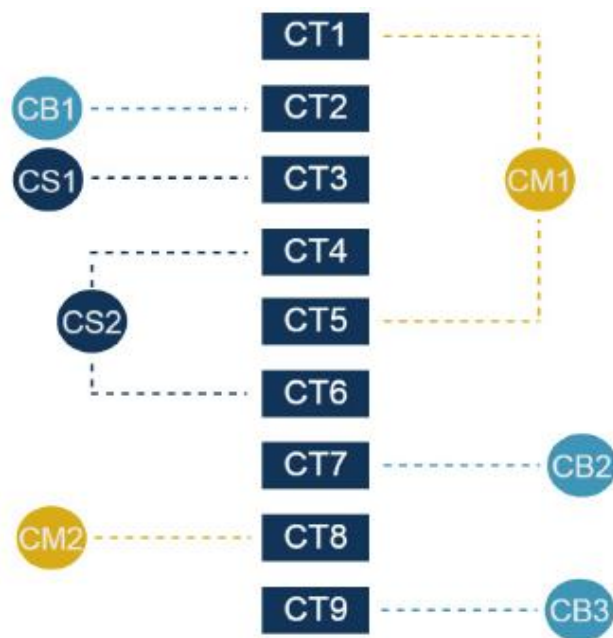 CT1
CB1 CT2
CS1 CT3 CM1
CT4
CS2 CT5
CT6
CT7 CB2
CM2 CT8
CT9 CB3